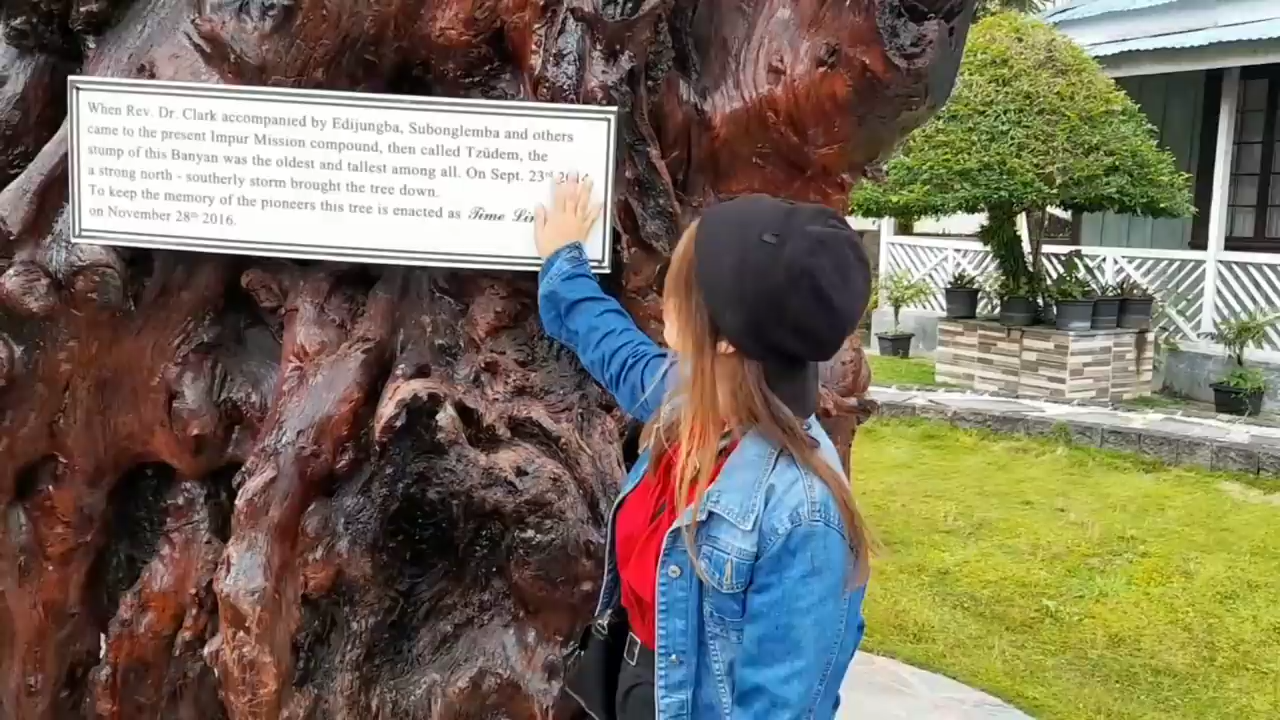 When Rev. Dr. Clark accompanied by Edijungba, Subonglemba and others
came to the present Impur Mission compound, then called Tzüdem, the
stump of this Banyan was the oldest and tallest among all. On Sept. 23rd
a strong north - southerly storm brought the tree down.
To keep the memory of the pioneers this tree is enacted as Time
on November 28th 2016.